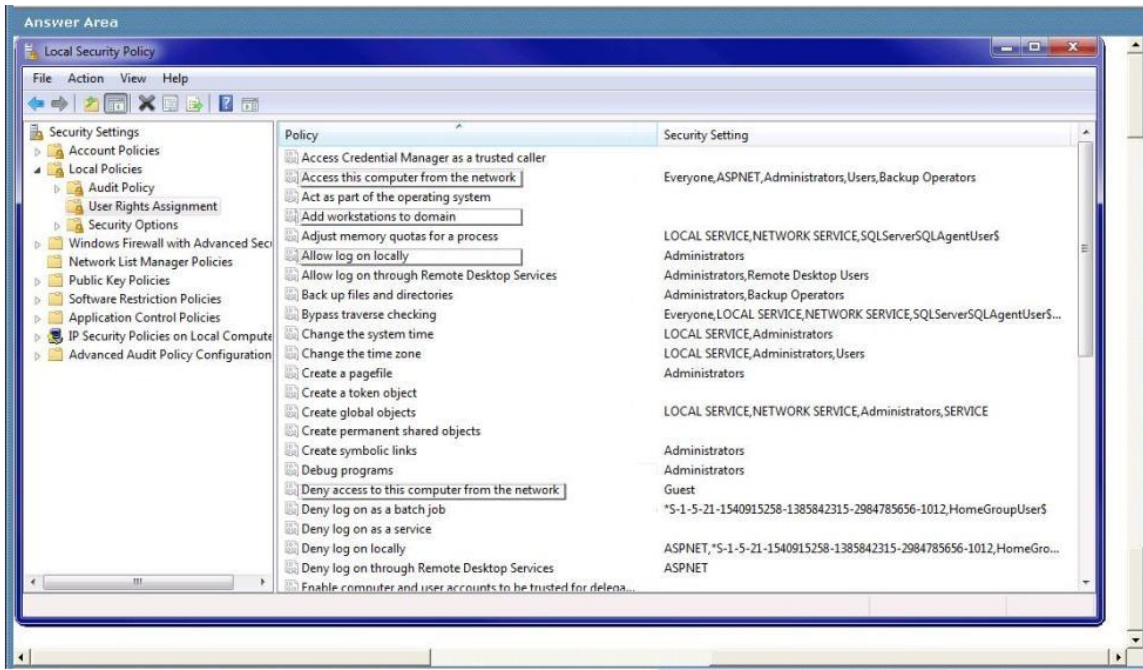 Answer Area
Local Security Policy
File Action View Help
Security Settings
Account Policies
Local Policies
Audit Policy
User Rights Assignment
Security Options
Windows Firewall with Advanced Secu
Network List Manager Policies
Public Key Policies
Software Restriction Policies
Application Control Policies
IP Security Policies on Local Compute
Advanced Audit Policy Configuration
Policy Security Setting
Access Credential Manager as a trusted caller
Access this computer from the network Everyone,ASPNET,Administrators,Users,Backup Operators
Act as part of the operating system
Add workstations to domain
Adjust memory quotas for a process LOCAL SERVICE,NETWORK SERVICE,SQLServerSQLAgentUser$
Allow log on locally Administrators
Allow log on through Remote Desktop Services Administrators,Remote Desktop Users
Back up files and directories Administrators,Backup Operators
Bypass traverse checking Everyone,LOCAL SERVICE,NETWORK SERVICE,SQLServerSQLAgentUser$...
Change the system time LOCAL SERVICE,Administrators
Change the time zone LOCAL SERVICE,Administrators,Users
Create a pagefile Administrators
Create a token object
Create global objects LOCAL SERVICE,NETWORK SERVICE,Administrators,SERVICE
Create permanent shared objects
Create symbolic links Administrators
Debug programs Administrators
Deny access to this computer from the network Guest
Deny log on as a batch job *S-1-5-21-1540915258-1385842315-2984785656-1012,HomeGroupUser$
Deny log on as a service
Deny log on locally ASPNET,*S-1-5-21-1540915258-1385842315-2984785656-1012,HomeGro...
Deny log on through Remote Desktop Services ASPNET
Enable computer and user accounts to be trusted for delega...